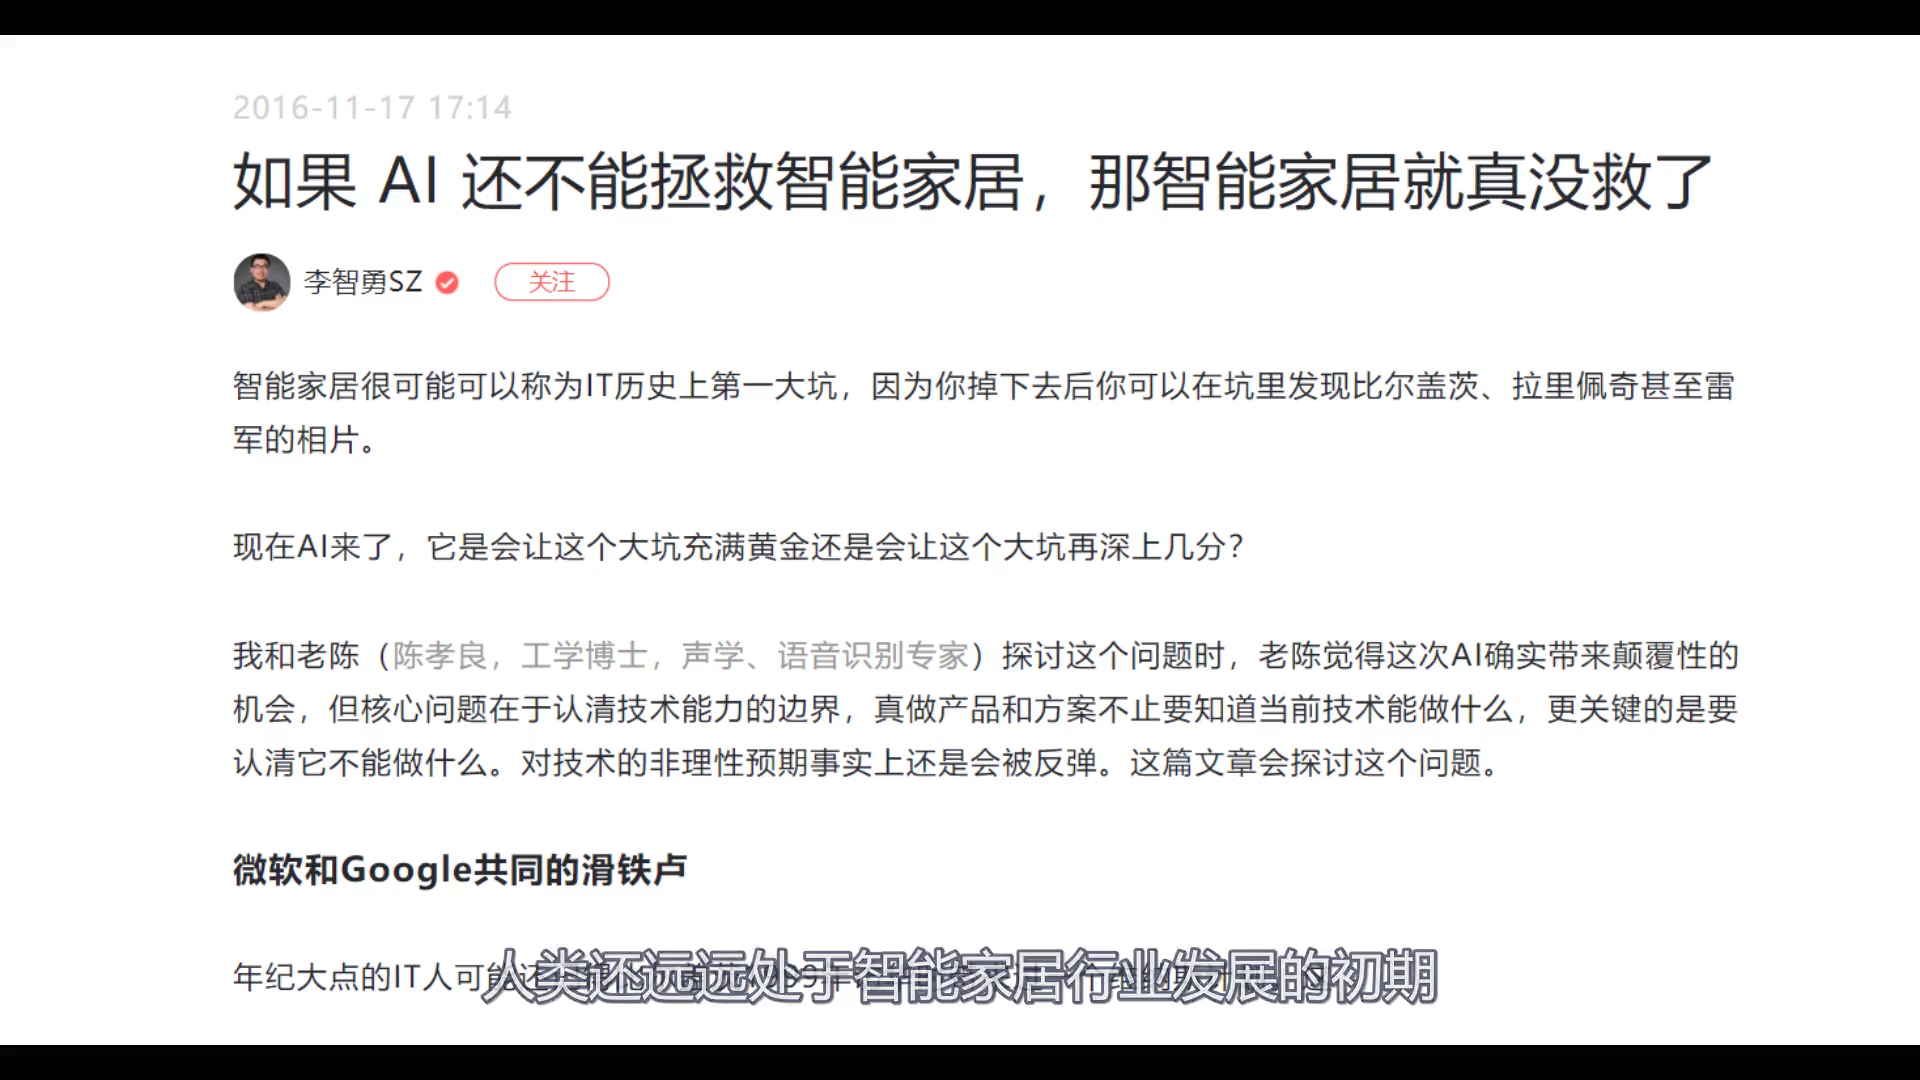 2016-11-17 17:14
如果 AI 还不能拯救智能家居，那智能家居就真没救了
李智勇SZ
关注
智能家居很可能可以称为IT历史上第一大坑，因为你掉下去后你可以在坑里发现比尔盖茨、拉里佩奇甚至雷
军的相片。
现在AI来了，它是会让这个大坑充满黄金还是会让这个大坑再深上几分？
我和老陈（陈孝良，工学博士，声学、语音识别专家）探讨这个问题时，老陈觉得这次AI确实带来颠覆性的
机会，但核心问题在于认清技术能力的边界，真做产品和方案不止要知道当前技术能做什么，更关键的是要
认清它不能做什么。对技术的非理性预期事实上还是会被反弹。这篇文章会探讨这个问题。
微软和Google共同的滑铁卢
年纪大点的IT人可能还
人类还远远处于智能家居行业发展的初期